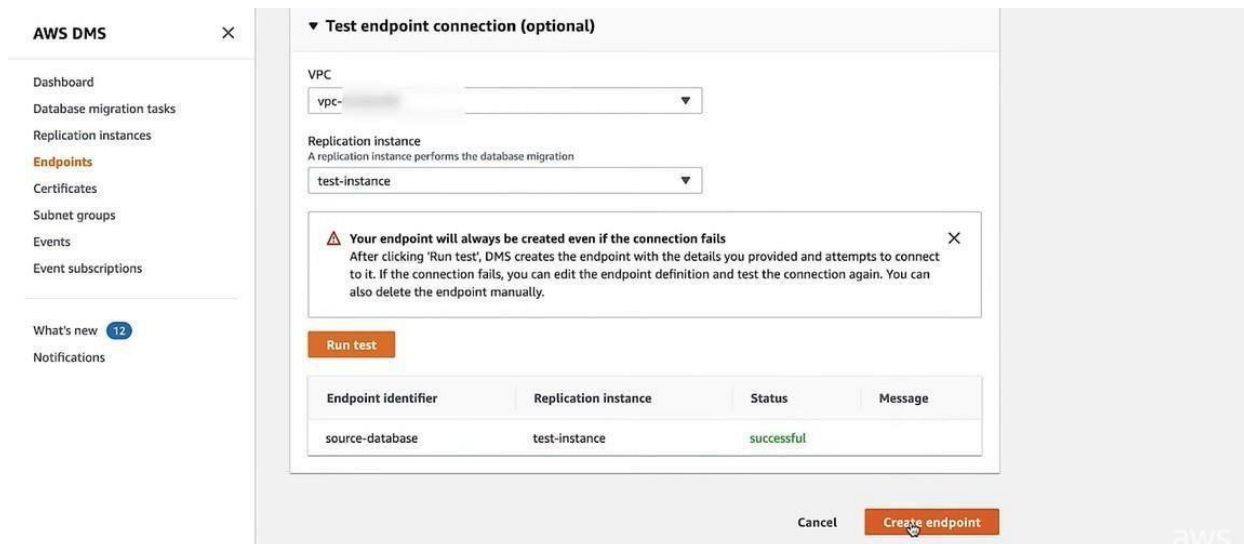 AWS DMS
Dashboard
Database migration tasks
Replication instances
Endpoints
Certificates
Subnet groups
Events
Event subscriptions
What's new 12
Notifications
Test endpoint connection (optional)
VPC
vpc-
Replication instance
A replication instance performs the database migration
test-instance
Your endpoint will always be created even if the connection fails
After clicking 'Run test', DMS creates the endpoint with the details you provided and attempts to connect
to it. If the connection fails, you can edit the endpoint definition and test the connection again. You can
also delete the endpoint manually.
Run test
Endpoint identifier Replication instance Status Message
source-database test-instance successful
Cancel Create endpoint
aws